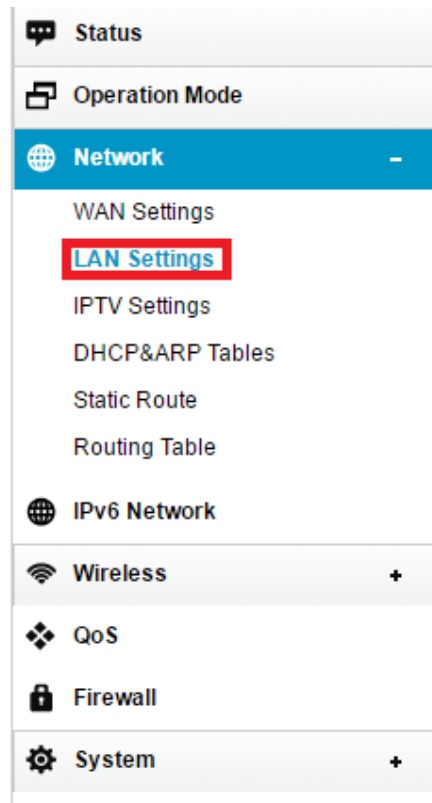 Status
Operation Mode
Network -
WAN Settings
LAN Settings
IPTV Settings
DHCP&ARP Tables
Static Route
Routing Table
IPv6 Network
Wireless +
QoS
Firewall
System +